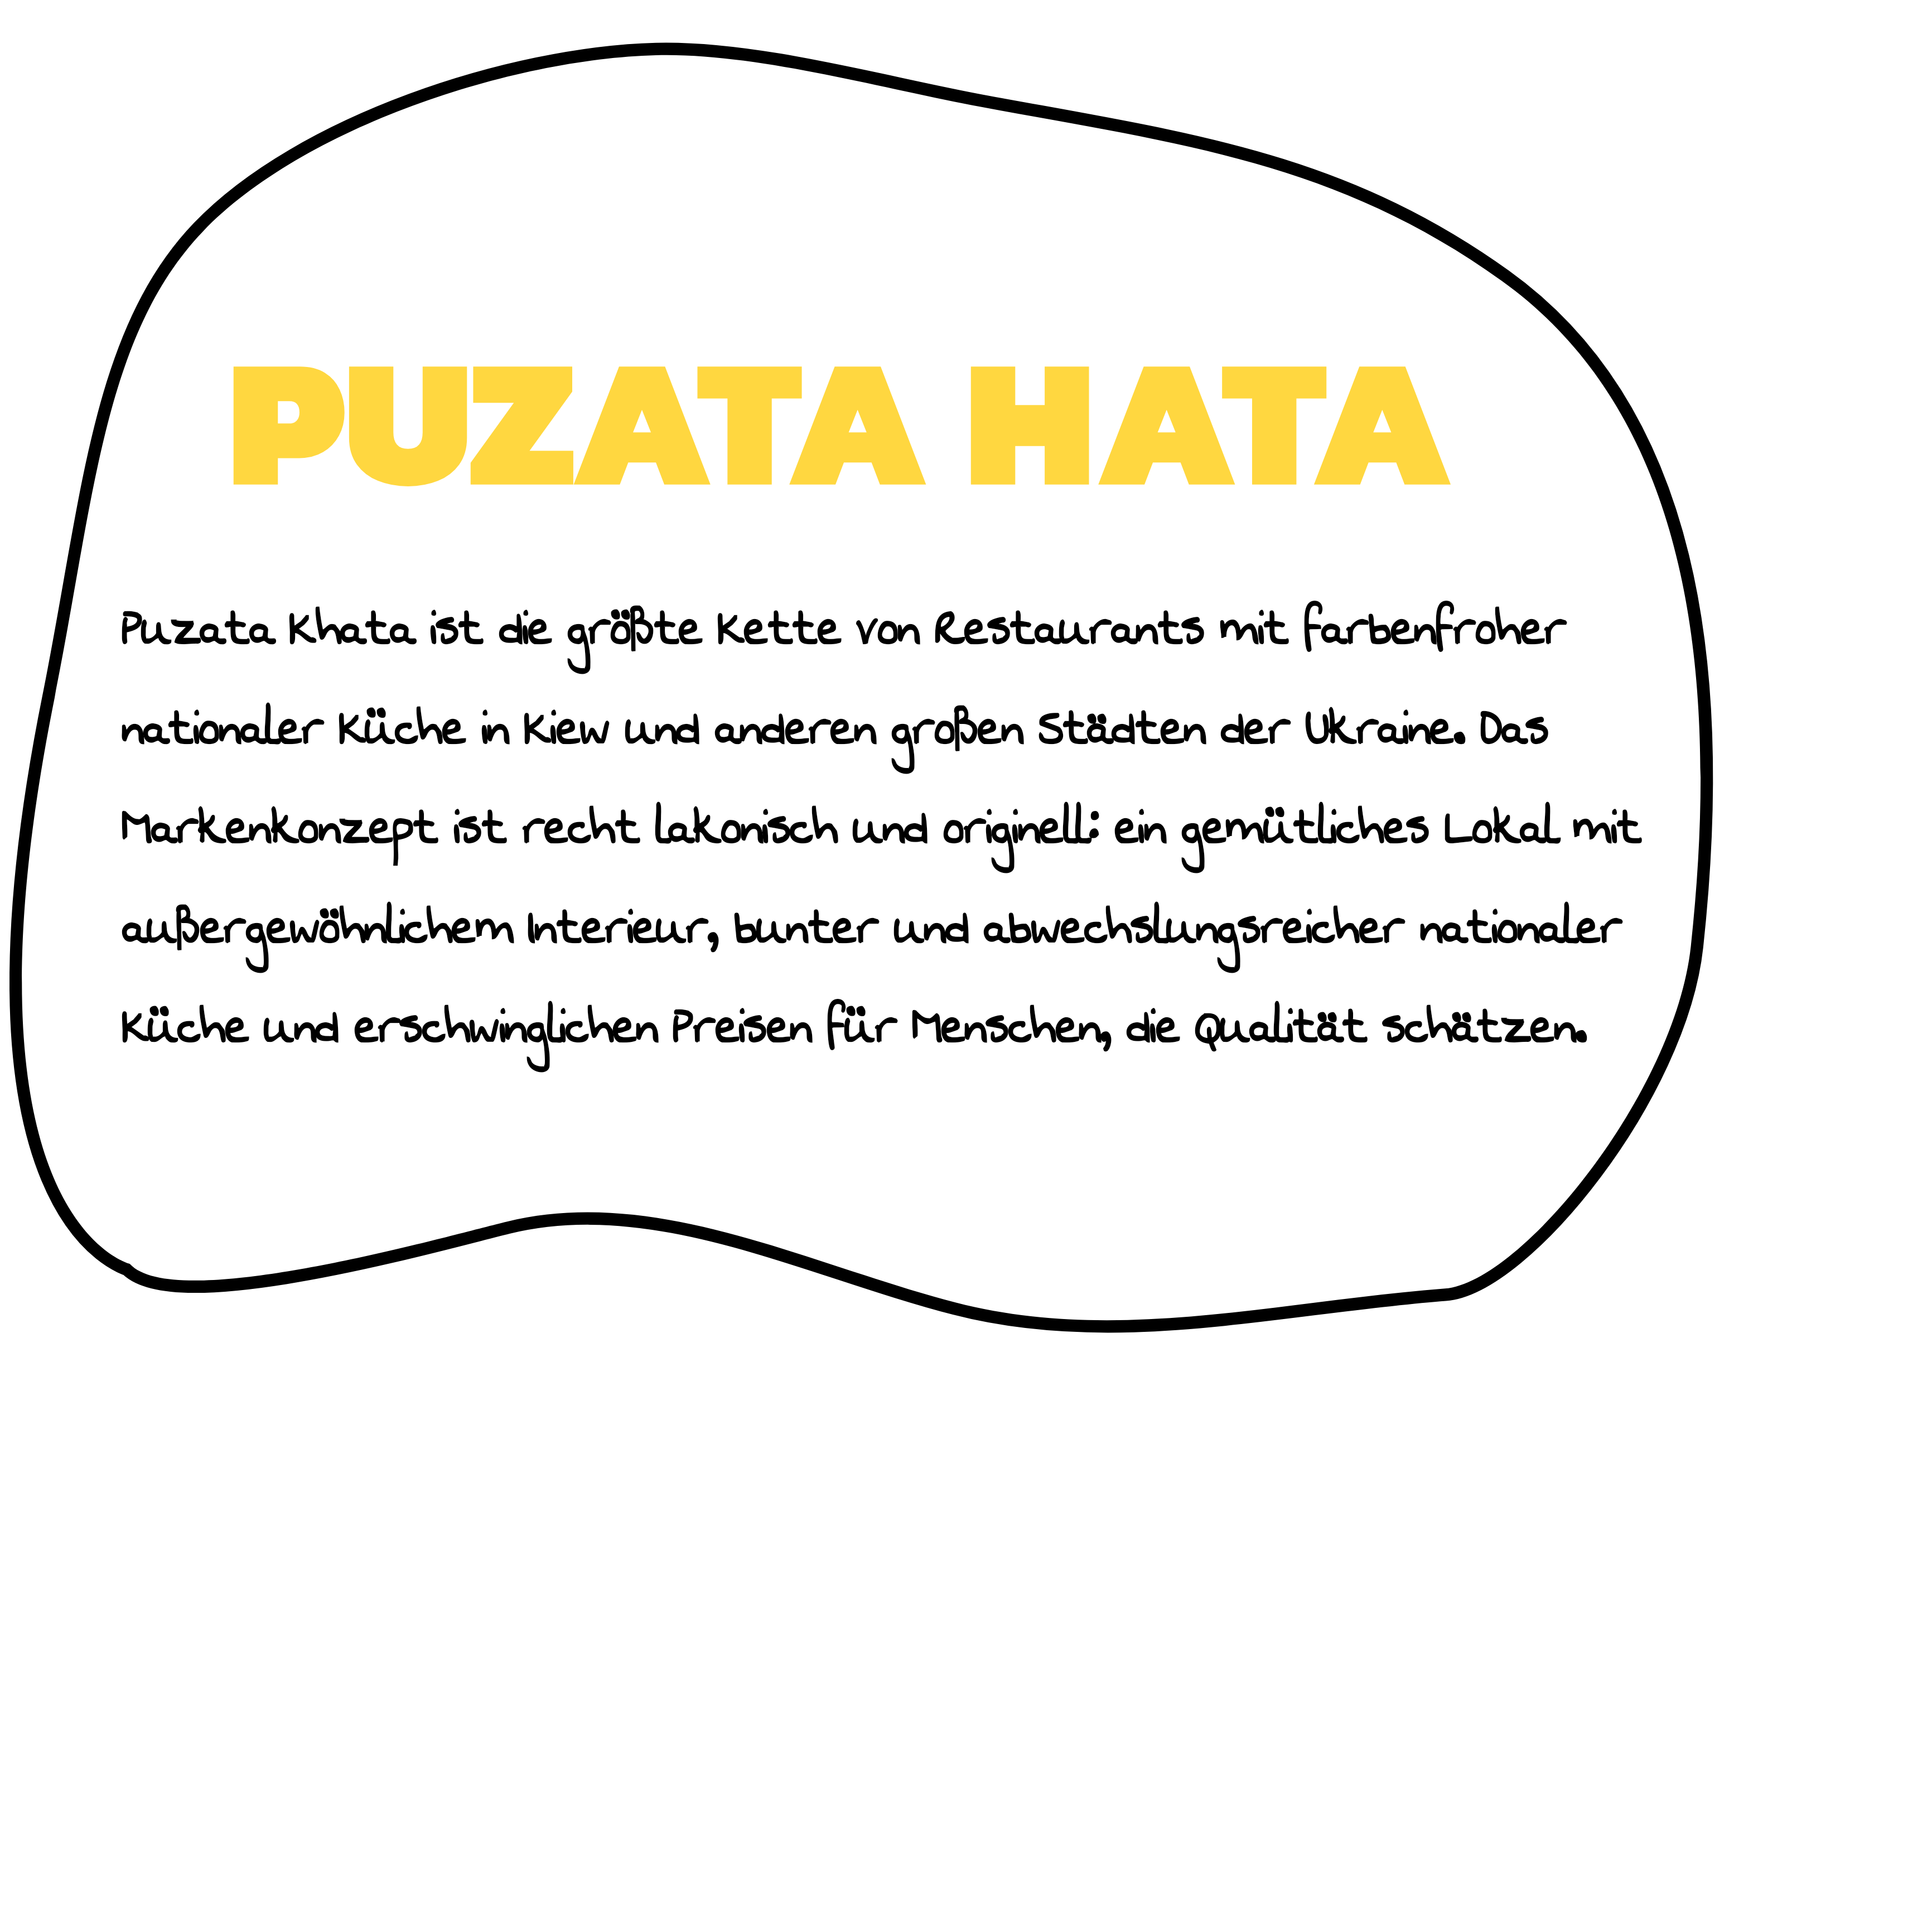 PUZATA HATA
Puzata Khata ist die größte Kette von Restaurants mit farbenfroher
nationaler Küche in Kiew und anderen großen Städten der Ukraine. Das
Markenkonzept ist recht lakonisch und originell: ein gemütliches Lokal mit
außergewöhnlichem Interieur, bunter und abwechslungsreicher nationaler
Küche und erschwinglichen Preisen für Menschen, die Qualität schätzen.